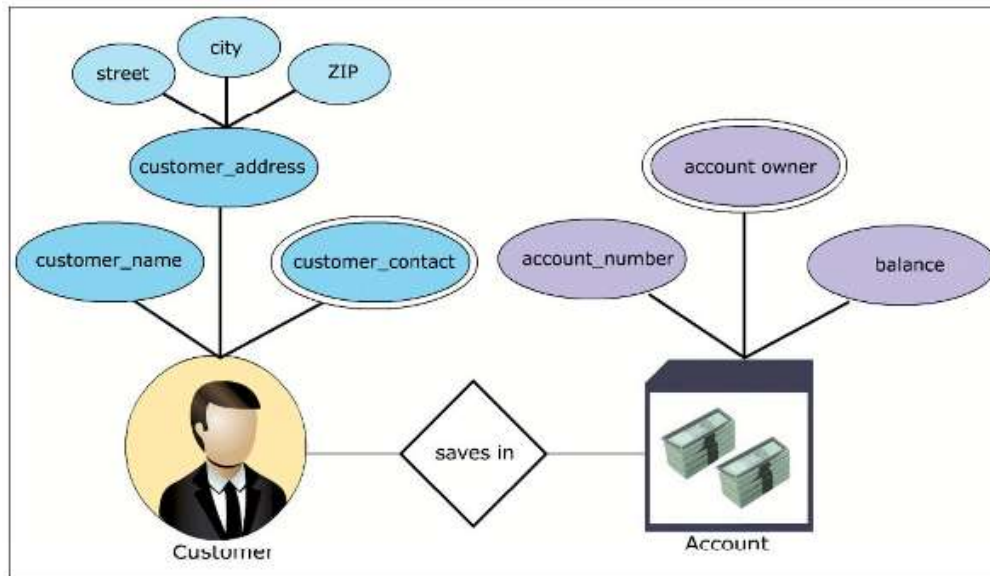 city
street
ZIP
customer_address
account owner
customer_name
customer_contact
account_number
balance
saves in
Customer
Account